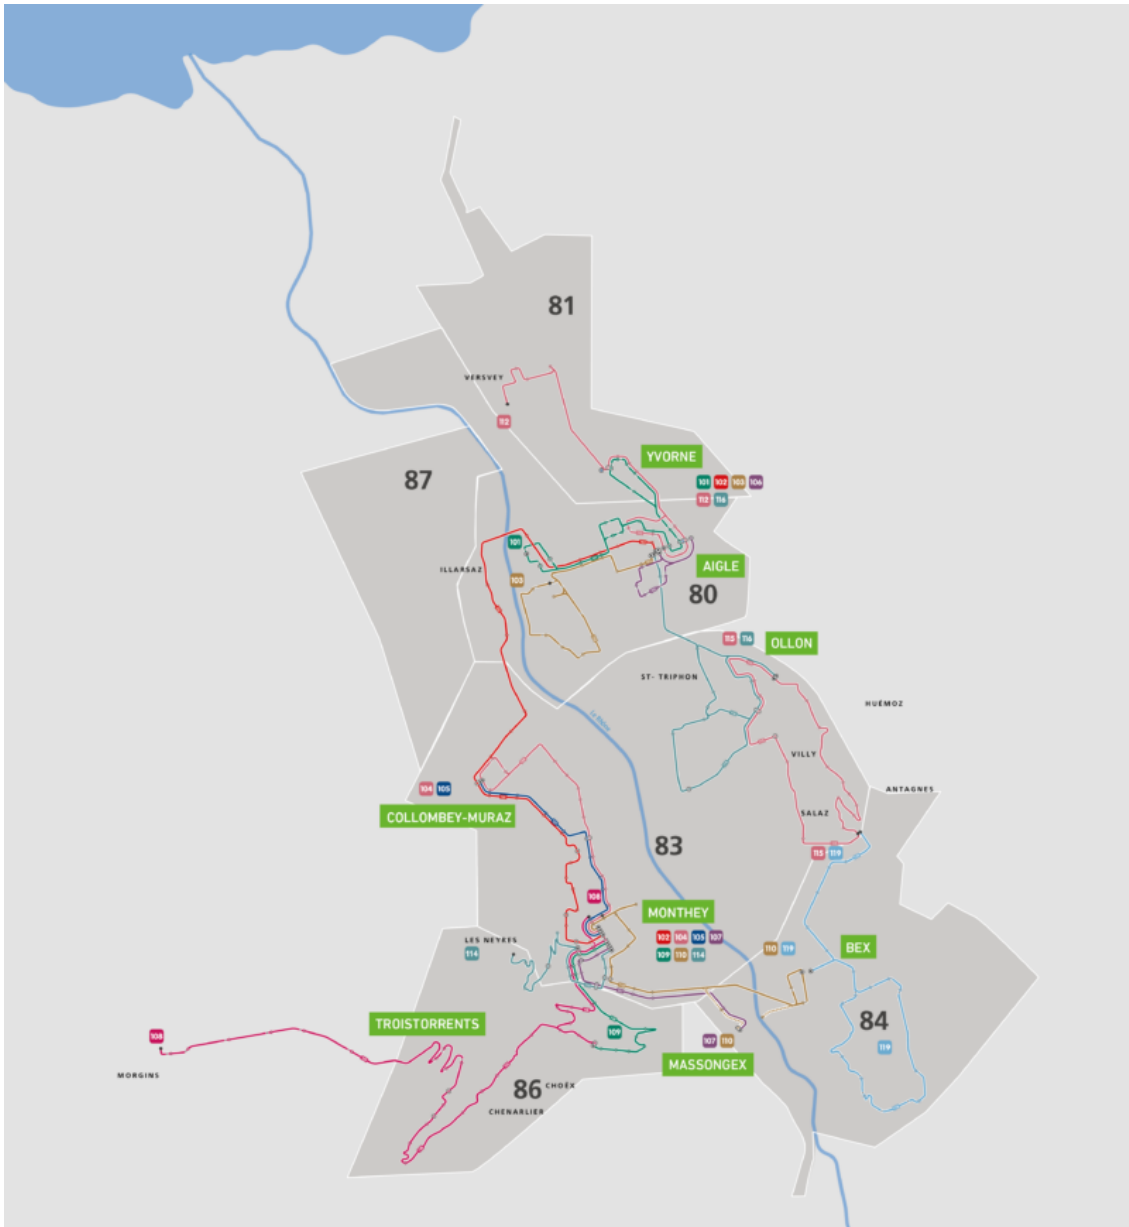 81
VERSVEY
112
YVORNE
87
101 102 103 106
112 116
101
ILLARSAZ
103
AIGLE
80
115 116
OLLON
ST- TRIPHON
HUÉMOZ
Le Rhône
VILLY
104 105
ANTAGNES
COLLOMBEY-MURAZ
SALAZ
83
115 119
108
MONTHEY
102 104 105 107
LES NEYRES
110 119
BEX
114
109 110 114
TROISTORRENTS
84
108
109
107 110
119
MASSONGEX
MORGINS
86 CHOËX
CHENARLIER